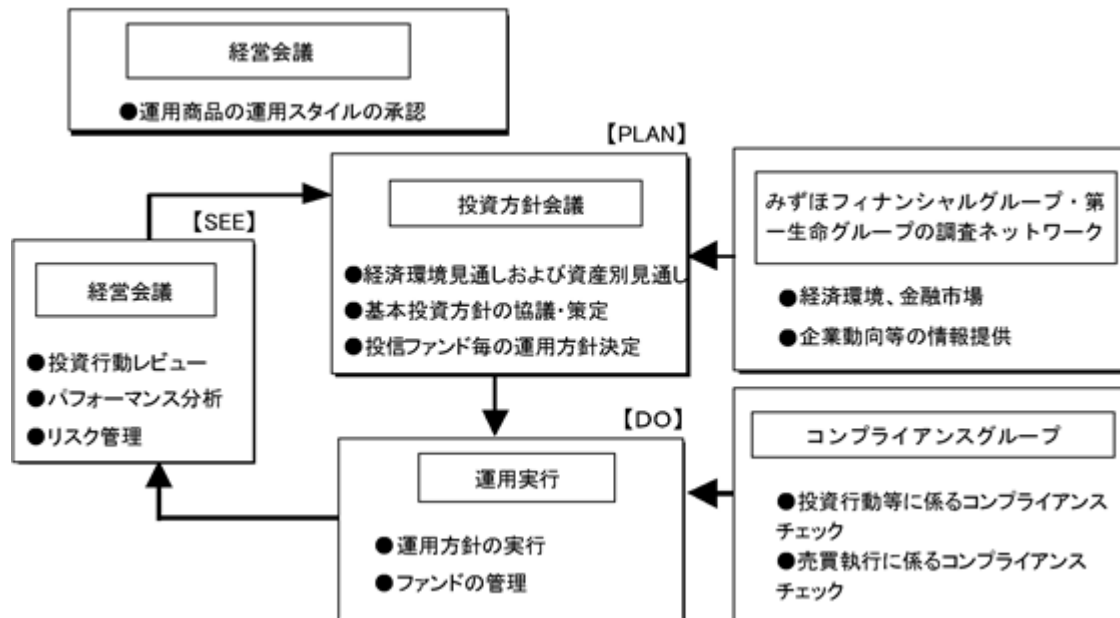 経営会議
●運用商品の運用スタイルの承認
【PLAN】
投資方針会議
●経済環境見通しおよび資産別見通し
●基本投資方針の協議・策定
●投信ファンド毎の運用方針決定
みずほフィナンシャルグループ・第
一生命グループの調査ネットワーク
●経済環境、金融市場
●企業動向等の情報提供
【SEE】
経営会議
●投資行動レビュー
●パフォーマンス分析
●リスク管理
【DO】
運用実行
●運用方針の実行
●ファンドの管理
コンプライアンスグループ
●投資行動等に係るコンプライアンス
チェック
●売買執行に係るコンプライアンス
チェック